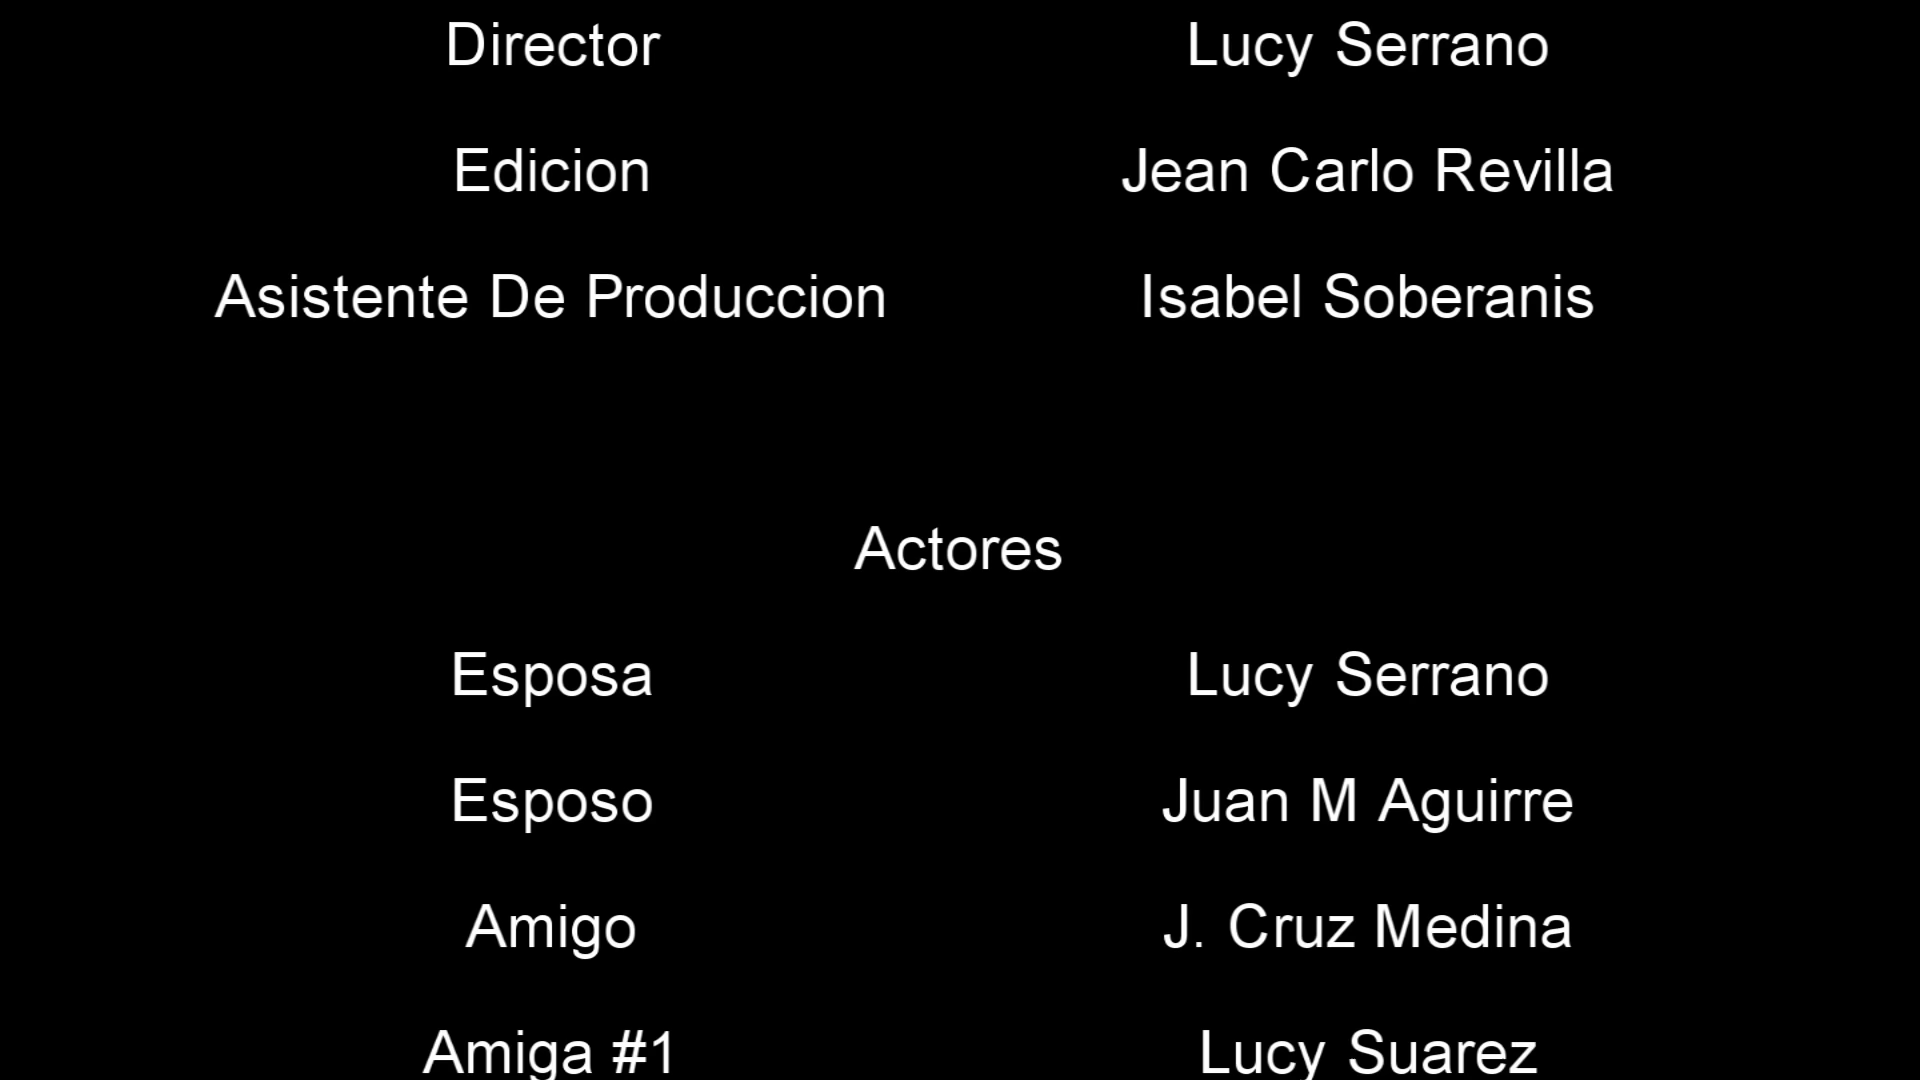 Director Lucy Serrano
Edicion Jean Carlo Revilla
Asistente De Produccion Isabel Soberanis
Actores
Esposa Lucy Serrano
Esposo Juan M Aguirre
Amigo J. Cruz Medina
Amiga #1 Lucy Suarez